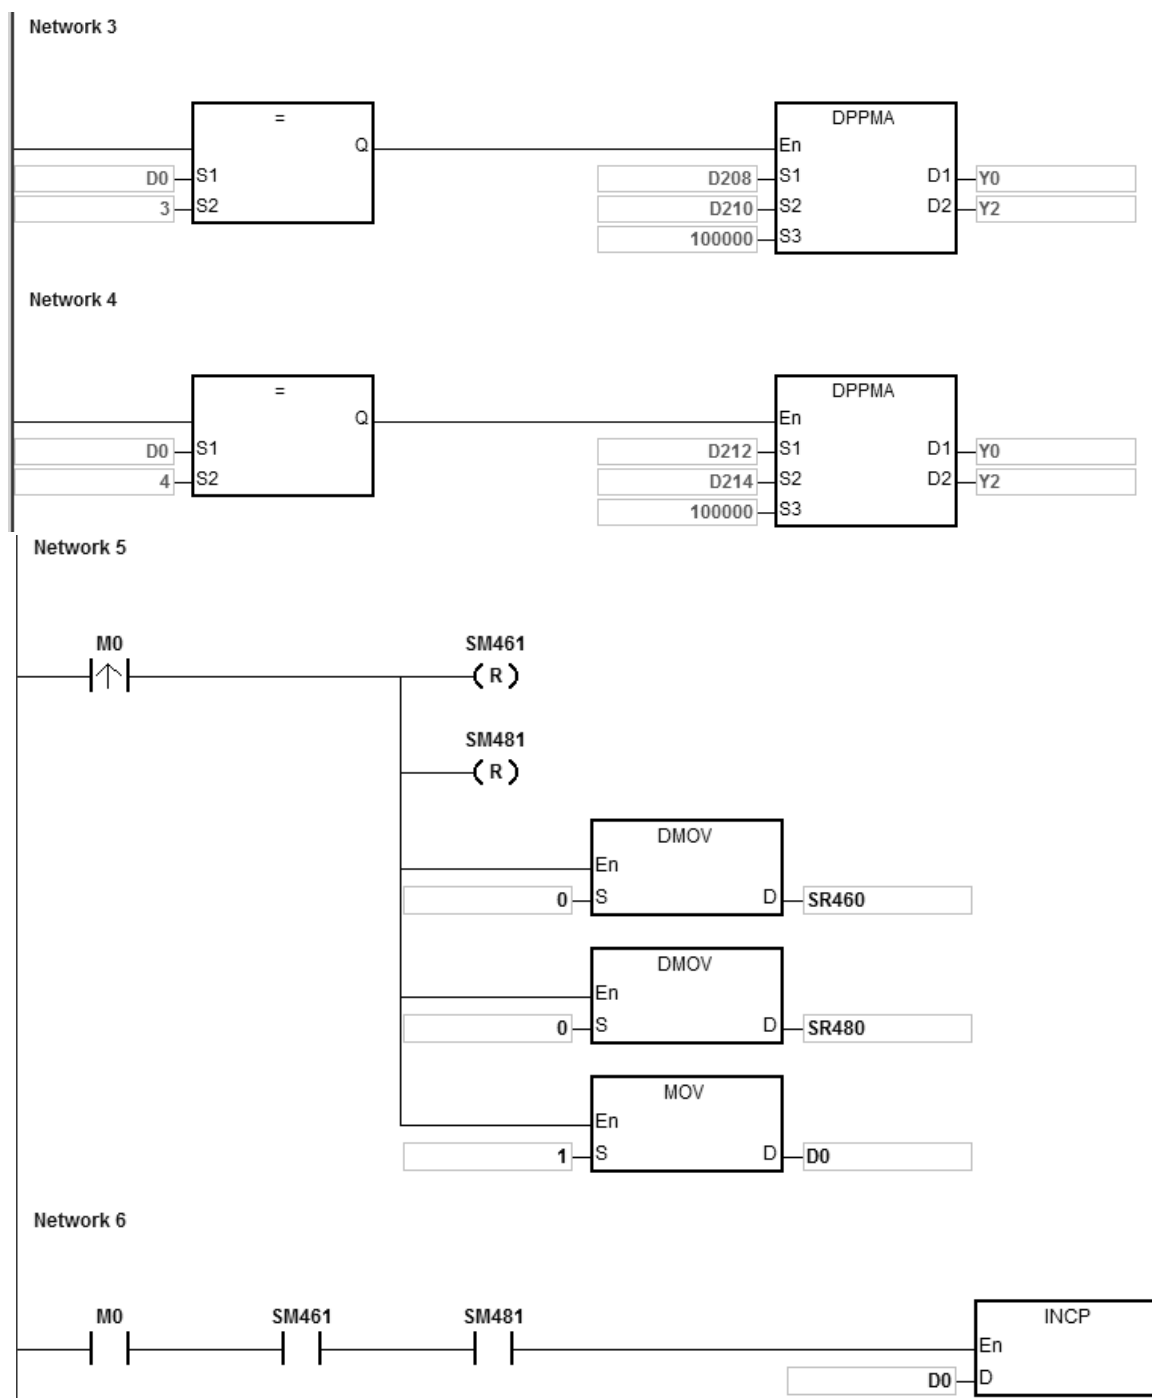 Network 3
=
Q
D0 S1
3 S2
DPPMA
En
D208 S1 D1 Y0
D210 S2 D2 Y2
100000 S3
Network 4
=
Q
D0 S1
4 S2
DPPMA
En
D212 S1 D1 Y0
D214 S2 D2 Y2
100000 S3
Network 5
M0 SM461
R
SM481
R
DMOV
En
0 S D SR460
DMOV
En
0 S D SR480
MOV
En
1 S D D0
Network 6
M0 SM461 SM481 INCP
En
D0 D